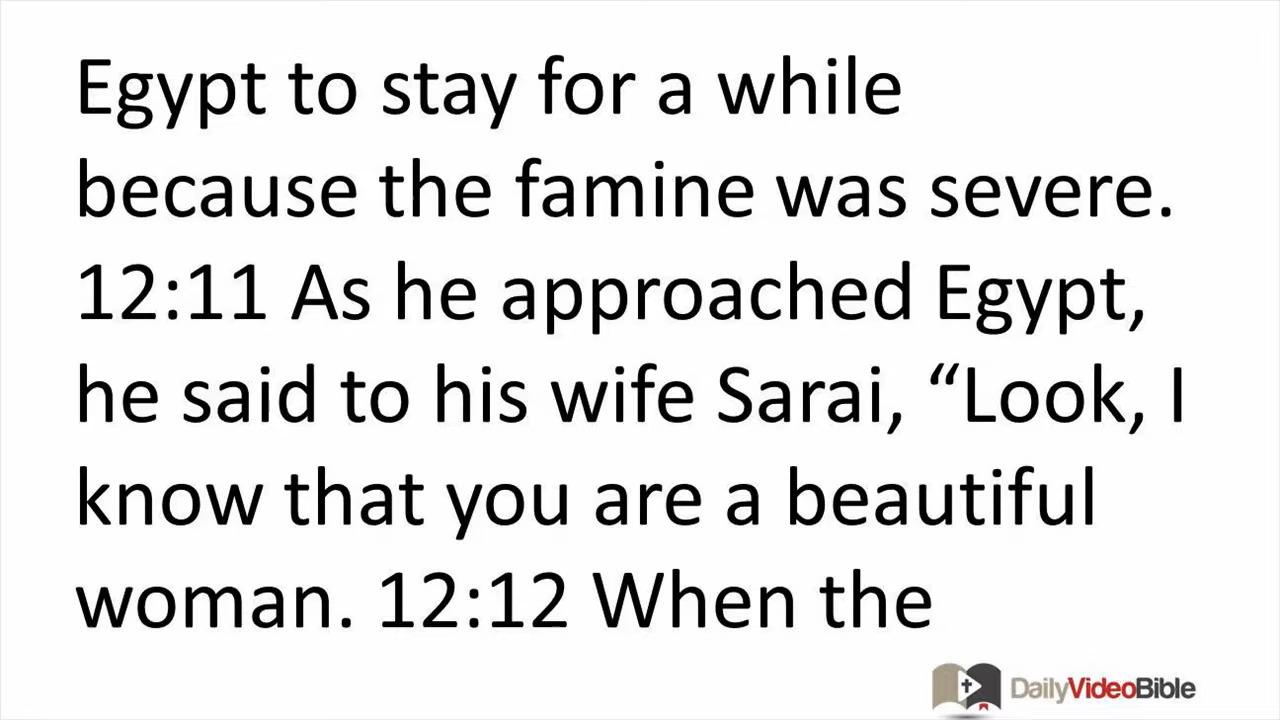 Egypt to stay for a while
because the famine was severe.
12:11 As he approached Egypt,
he said to his wife Sarai, “Look, I
know that you are a beautiful
woman. 12:12 When the
DailyVideoBible